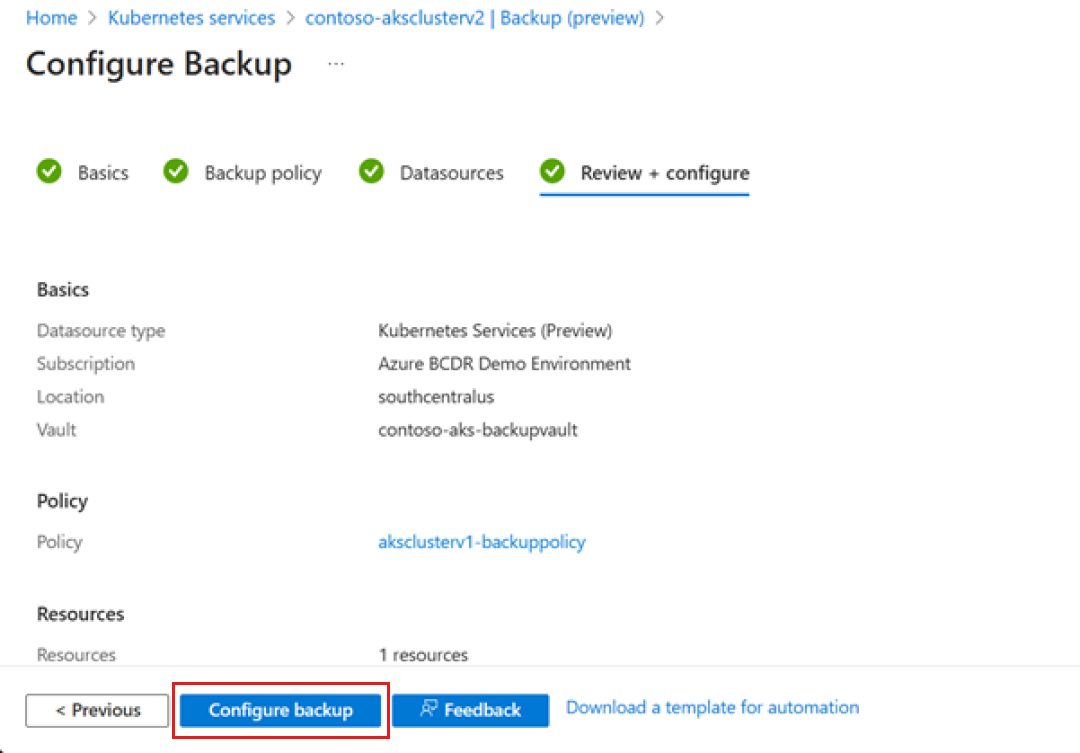 Home > Kubernetes services > contoso-aksclusterv2 | Backup (preview) >
Configure Backup ...
Basics Backup policy Datasources Review + configure
Basics
Datasource type Kubernetes Services (Preview)
Subscription Azure BCDR Demo Environment
Location southcentralus
Vault contoso-aks-backupvault
Policy
Policy aksclusterv1-backuppolicy
Resources
Resources 1 resources
< Previous Configure backup Feedback Download a template for automation